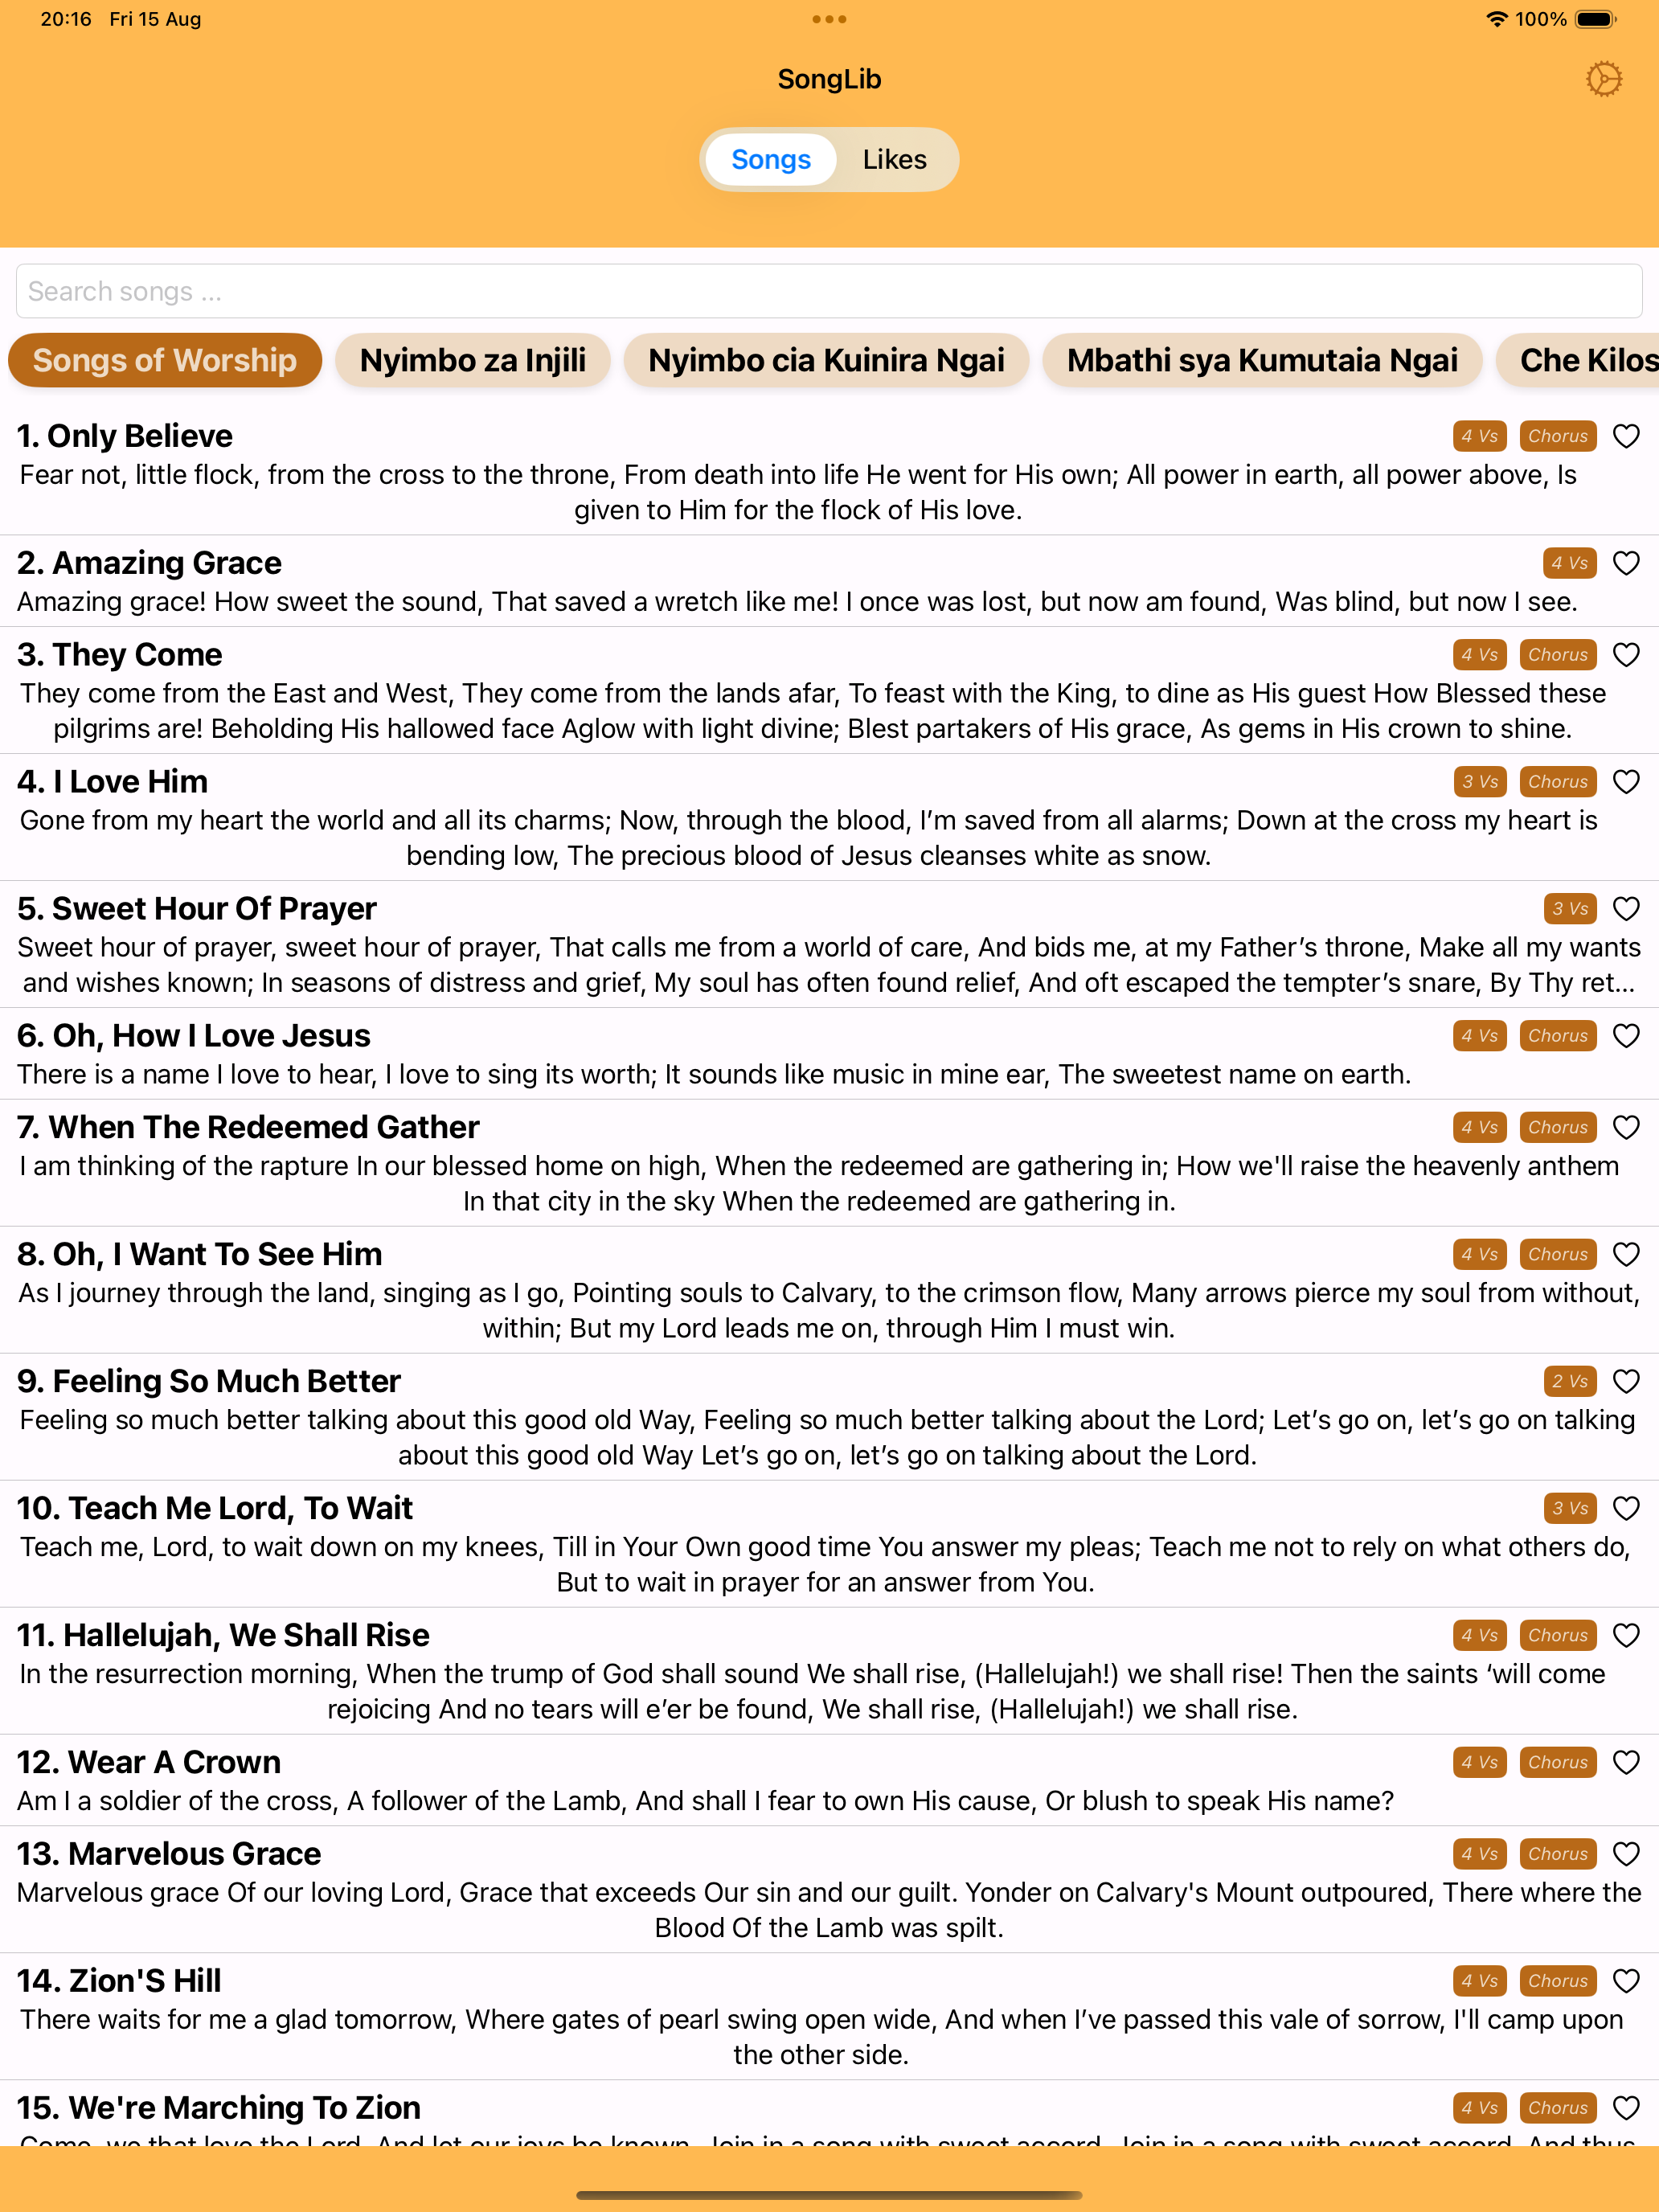 20:16 Fri 15 Aug 100%
SongLib
Songs Likes
Search songs ...
Songs of Worship Nyimbo za Injili Nyimbo cia Kuinira Ngai Mbathi sya Kumutaia Ngai Che Kilos
1. Only Believe 4 Vs Chorus
Fear not, little flock, from the cross to the throne, From death into life He went for His own; All power in earth, all power above, Is
given to Him for the flock of His love.
2. Amazing Grace 4 Vs
Amazing grace! How sweet the sound, That saved a wretch like me! I once was lost, but now am found, Was blind, but now I see.
3. They Come 4 Vs Chorus
They come from the East and West, They come from the lands afar, To feast with the King, to dine as His guest How Blessed these
pilgrims are! Beholding His hallowed face Aglow with light divine; Blest partakers of His grace, As gems in His crown to shine.
4. I Love Him 3 Vs Chorus
Gone from my heart the world and all its charms; Now, through the blood, I’m saved from all alarms; Down at the cross my heart is
bending low, The precious blood of Jesus cleanses white as snow.
5. Sweet Hour Of Prayer 3 Vs
Sweet hour of prayer, sweet hour of prayer, That calls me from a world of care, And bids me, at my Father’s throne, Make all my wants
and wishes known; In seasons of distress and grief, My soul has often found relief, And oft escaped the tempter’s snare, By Thy ret...
6. Oh, How I Love Jesus 4 Vs Chorus
There is a name I love to hear, I love to sing its worth; It sounds like music in mine ear, The sweetest name on earth.
7. When The Redeemed Gather 4 Vs Chorus
I am thinking of the rapture In our blessed home on high, When the redeemed are gathering in; How we'll raise the heavenly anthem
In that city in the sky When the redeemed are gathering in.
8. Oh, I Want To See Him 4 Vs Chorus
As I journey through the land, singing as I go, Pointing souls to Calvary, to the crimson flow, Many arrows pierce my soul from without,
within; But my Lord leads me on, through Him I must win.
9. Feeling So Much Better 2 Vs
Feeling so much better talking about this good old Way, Feeling so much better talking about the Lord; Let’s go on, let’s go on talking
about this good old Way Let’s go on, let’s go on talking about the Lord.
10. Teach Me Lord, To Wait 3 Vs
Teach me, Lord, to wait down on my knees, Till in Your Own good time You answer my pleas; Teach me not to rely on what others do,
But to wait in prayer for an answer from You.
11. Hallelujah, We Shall Rise 4 Vs Chorus
In the resurrection morning, When the trump of God shall sound We shall rise, (Hallelujah!) we shall rise! Then the saints ‘will come
rejoicing And no tears will e’er be found, We shall rise, (Hallelujah!) we shall rise.
12. Wear A Crown 4 Vs Chorus
Am I a soldier of the cross, A follower of the Lamb, And shall I fear to own His cause, Or blush to speak His name?
13. Marvelous Grace 4 Vs Chorus
Marvelous grace Of our loving Lord, Grace that exceeds Our sin and our guilt. Yonder on Calvary's Mount outpoured, There where the
Blood Of the Lamb was spilt.
14. Zion'S Hill 4 Vs Chorus
There waits for me a glad tomorrow, Where gates of pearl swing open wide, And when I’ve passed this vale of sorrow, I'll camp upon
the other side.
15. We're Marching To Zion 4 Vs Chorus
Come, we that love the Lord, And let our joys be known, Join in a song with sweet accord, Join in a song with sweet accord, And thus